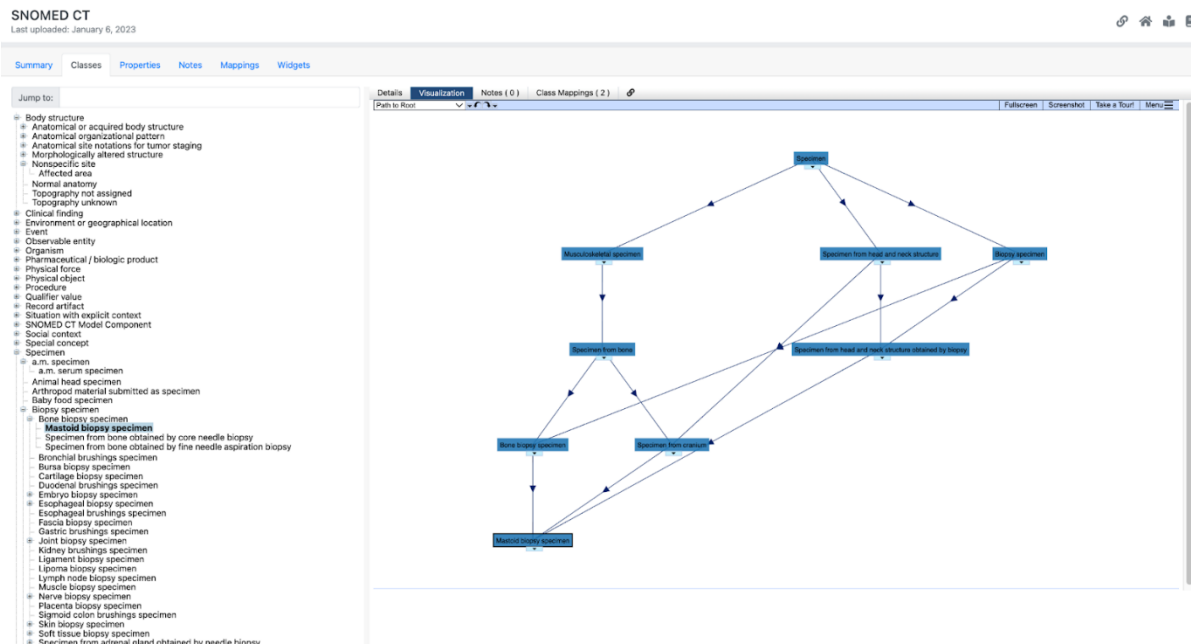 SNOMED CT
Last uploaded: January 6, 2023
Summary Classes Properties Notes Mappings Widgets
Jump to:
Body structure
Anatomical or acquired body structure
Anatomical organizational pattern
Anatomical site notations for tumor staging
Morphologically altered structure
Nonspecific site
Affected area
Normal anatomy
Topography not assigned
Topography unknown
Clinical finding
Environment or geographical location
Event
Observable entity
Organism
Pharmaceutical / biologic product
Physical force
Physical object
Procedure
Qualifier value
Record artifact
Situation with explicit context
SNOMED CT Model Component
Social context
Special concept
Specimen
a.m. specimen
a.m. serum specimen
Animal head specimen
Arthropod material submitted as specimen
Baby food specimen
Biopsy specimen
Bone biopsy specimen
Mastoid biopsy specimen
Specimen from bone obtained by core needle biopsy
Specimen from bone obtained by fine needle aspiration biopsy
Bronchial brushings specimen
Bursa biopsy specimen
Cartilage biopsy specimen
Duodenal brushings specimen
Embryo biopsy specimen
Esophageal biopsy specimen
Esophageal brushings specimen
Fascia biopsy specimen
Gastric brushings specimen
Joint biopsy specimen
Kidney brushings specimen
Ligament biopsy specimen
Lipoma biopsy specimen
Lymph node biopsy specimen
Muscle biopsy specimen
Nerve biopsy specimen
Placenta biopsy specimen
Sigmoid colon brushings specimen
Skin biopsy specimen
Soft tissue biopsy specimen
Specimen from adrenal gland obtained by needle biopsy
Details Visualization Notes ( 0 ) Class Mappings ( 2 )
Path to Root Fullscreen Screenshot Take a Tour! Menu
Specimen
Musculoskeletal specimen Specimen from head and neck structure Biopsy specimen
Specimen from bone Specimen from head and neck structure obtained by biopsy
Bone biopsy specimen Specimen from cranium
Mastoid biopsy specimen